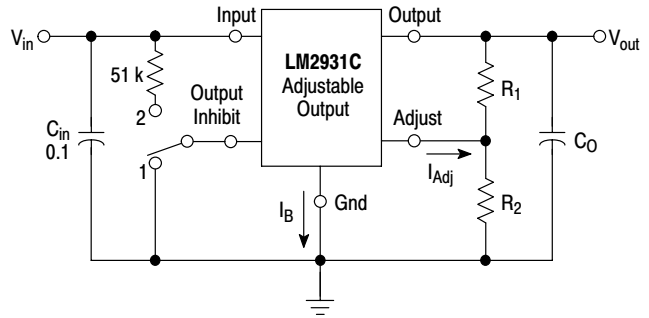 Input
Output
V_in
V_out
LM2931C
Adjustable
Output
51 k
R_1
Output
Inhibit
Adjust
2
C_in
0.1
C_O
I_Adj
1
R_2
I_B
Gnd